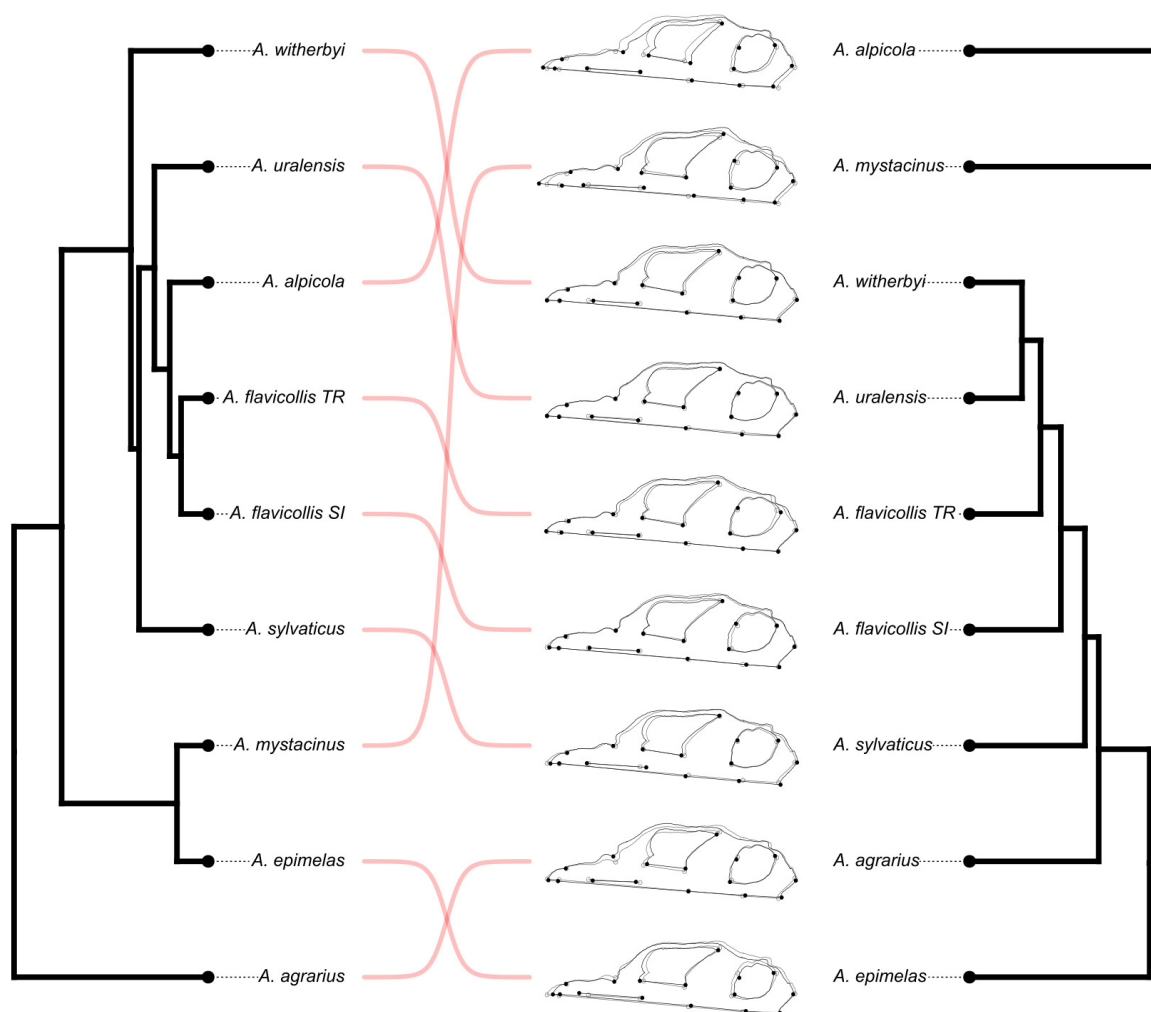 A. witherbyi
A. alpicola
A. uralensis
A. mystacinus
A. alpicola
A. witherbyi
A. flavicollis TR
A. uralensis
A. flavicollis SI
A. flavicollis TR
A. sylvaticus
A. flavicollis SI
A. mystacinus
A. sylvaticus
A. epimelas
A. agrarius
A. agrarius
A. epimelas